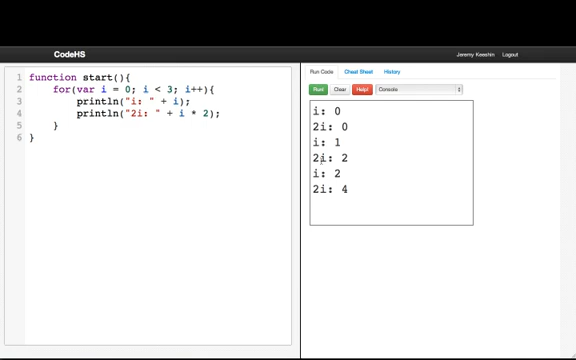 CodeHS
Jeremy Keeshin Logout
Run Code Cheat Sheet History
Run! Clear Help! Console
1 function start(){
2 for(var i = 0; i < 3; i++){
3 println("i: " + i);
4 println("2i: " + i * 2);
5 }
6 }
i: 0
2i: 0
i: 1
2i: 2
i: 2
2i: 4